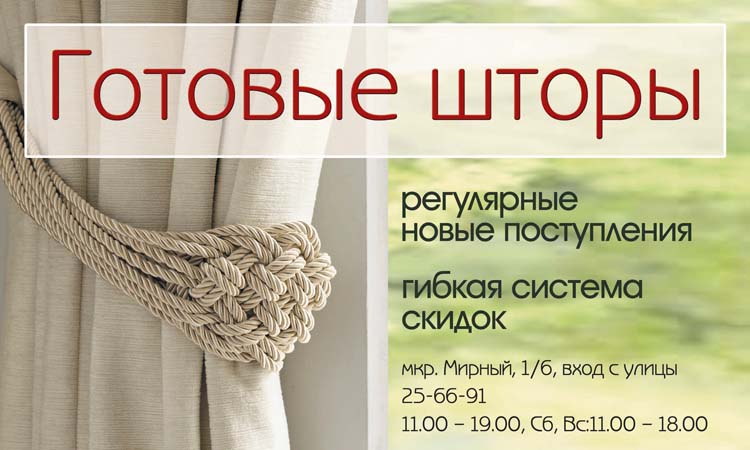 Готовые шторы
регулярные
новые поступления
гибкая система
скидок
мкр. Мирный, 1/6, вход с улицы
25-66-91
11.00 – 19.00, Сб, Вс:11.00 – 18.00